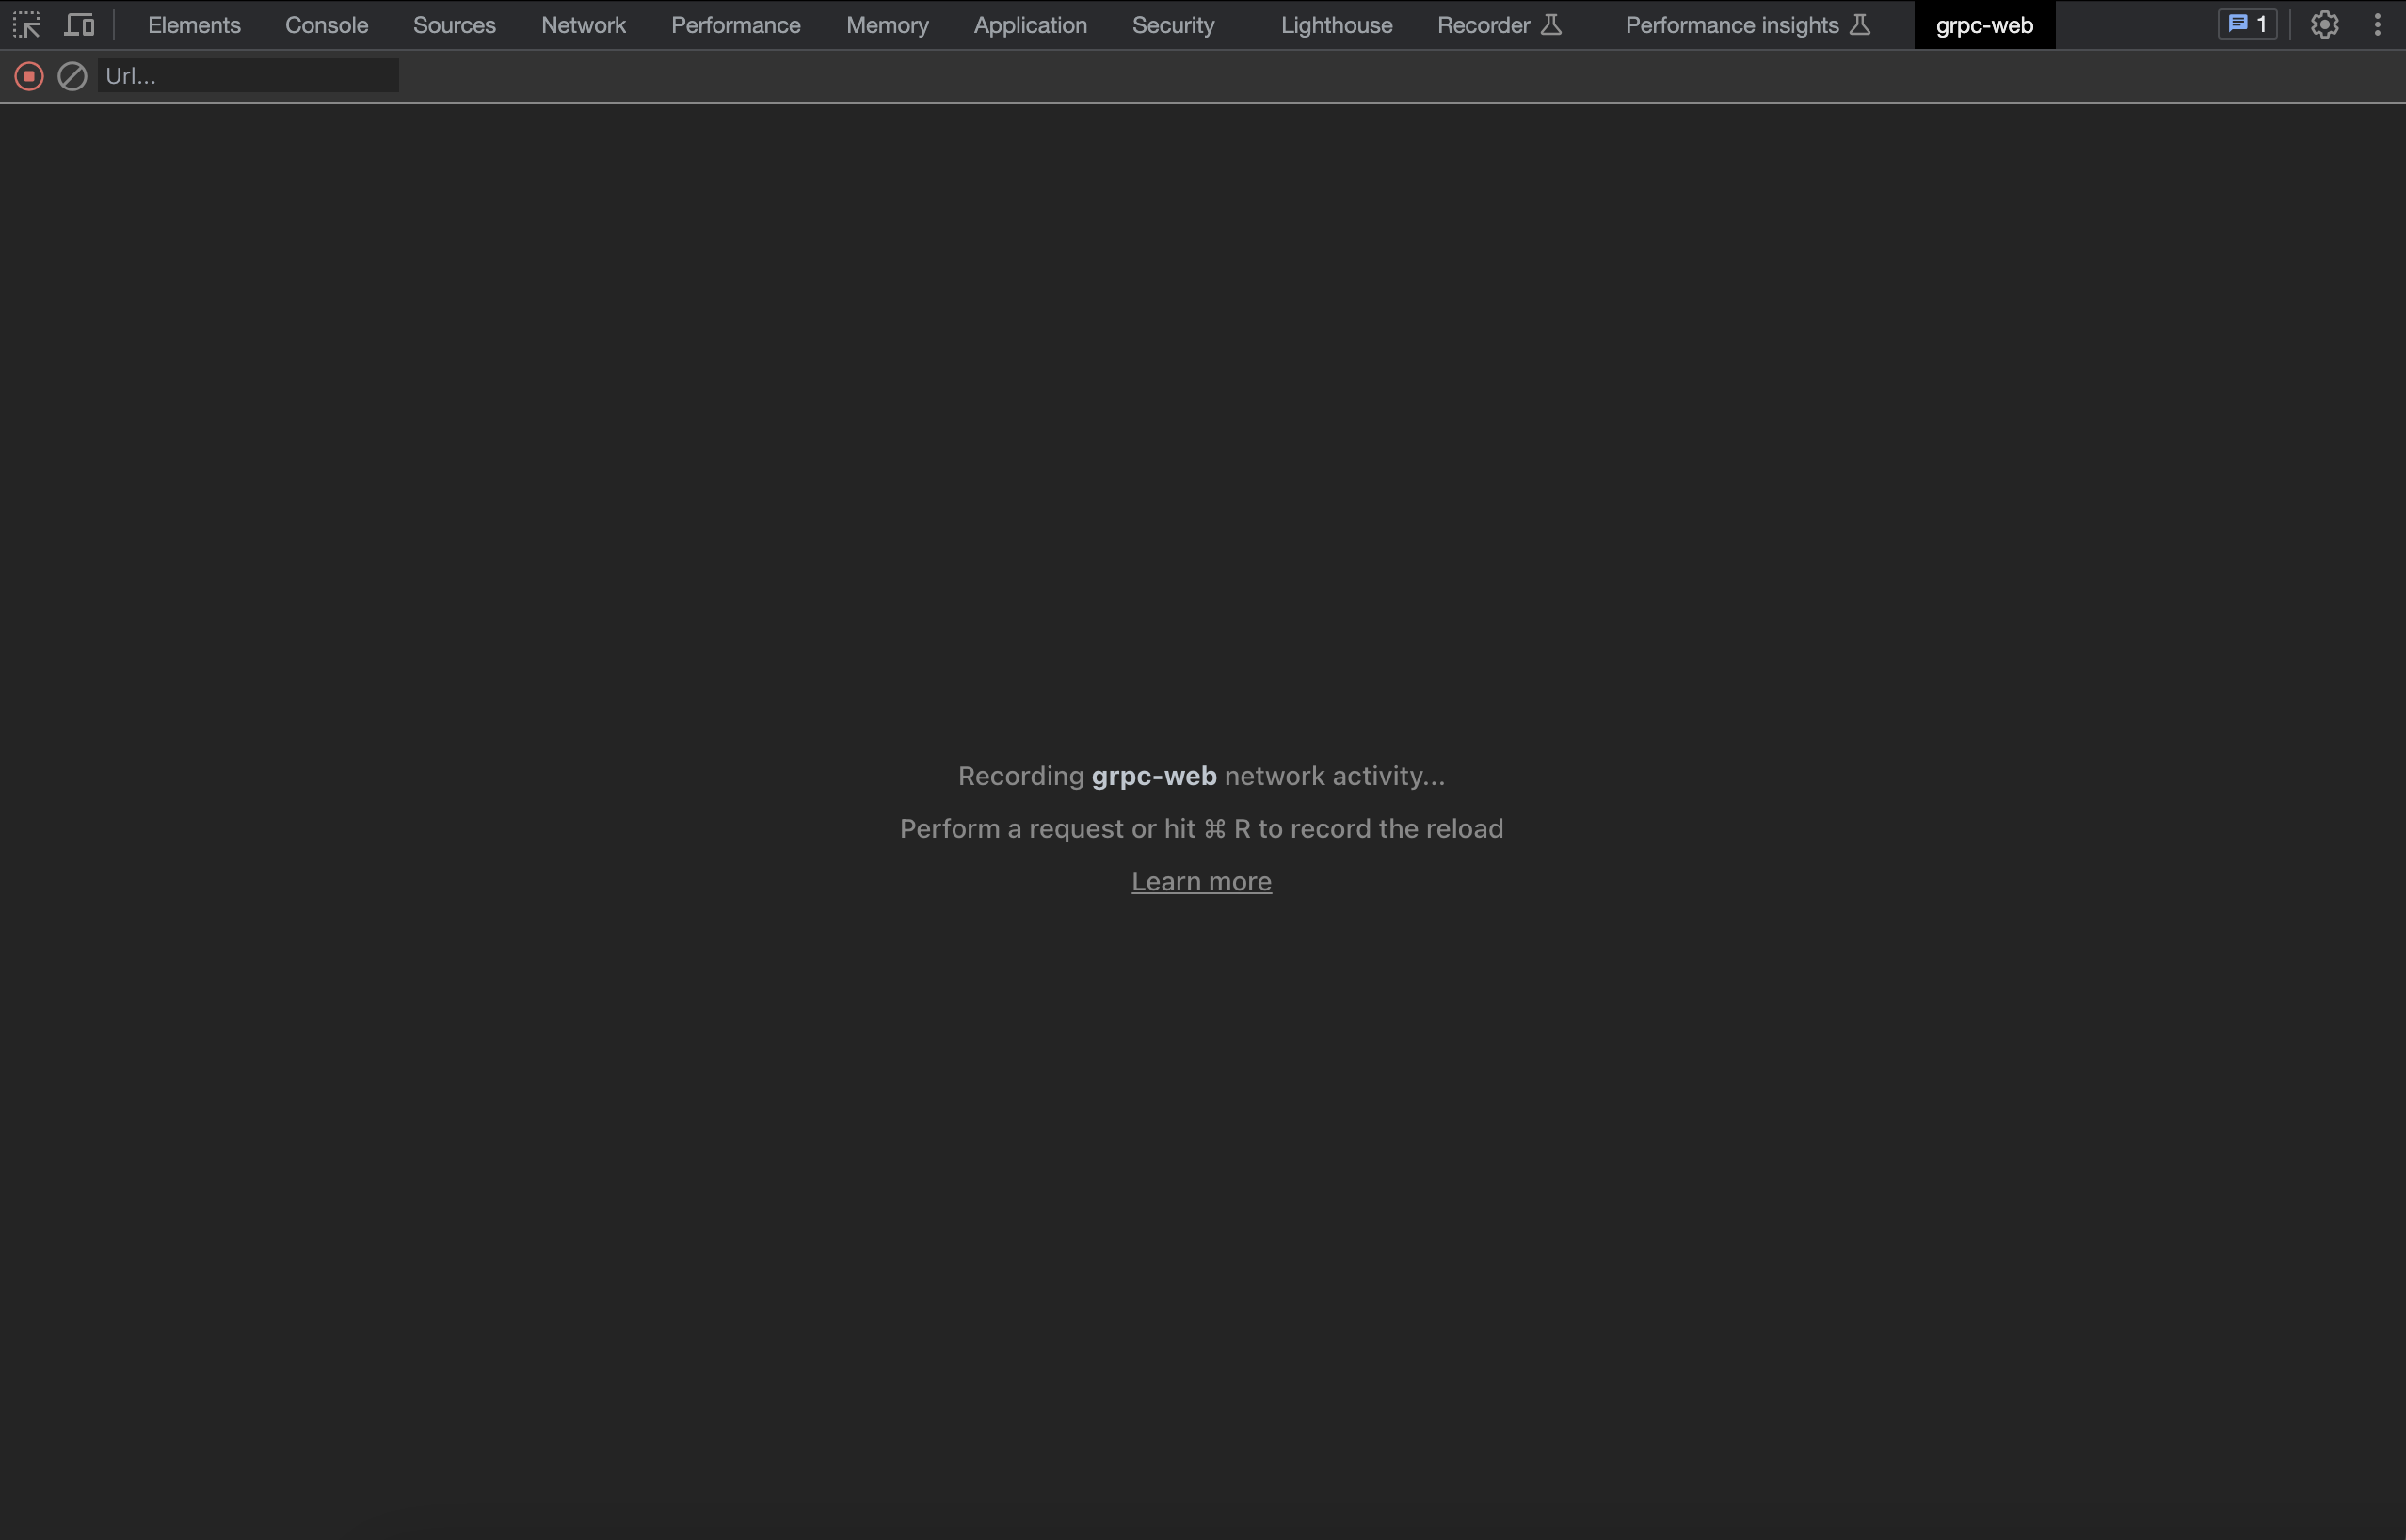 Elements Console Sources Network Performance Memory Application Security Lighthouse Recorder Performance insights grpc-web 1
Url...
Recording grpc-web network activity...
Perform a request or hit ⌘ R to record the reload
Learn more